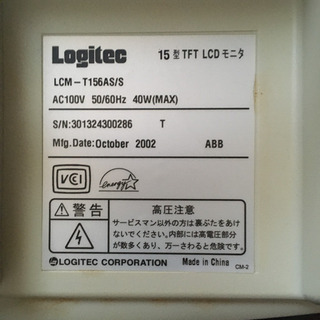 Logitec 15型 TFT LCDモニタ
LCM-T156AS/S
AC100V 50/60Hz 40W(MAX)
S/N:301324300286 T
Mfg. Date:October 2002 ABB
VCCI energy
警告 高圧注意
サービスマン以外の方は裏ぶたをあけ
ないでください。内部には高電圧部分
が数多くあり、万一さわると危険です。
LOGITEC CORPORATION Made in China
CM-2